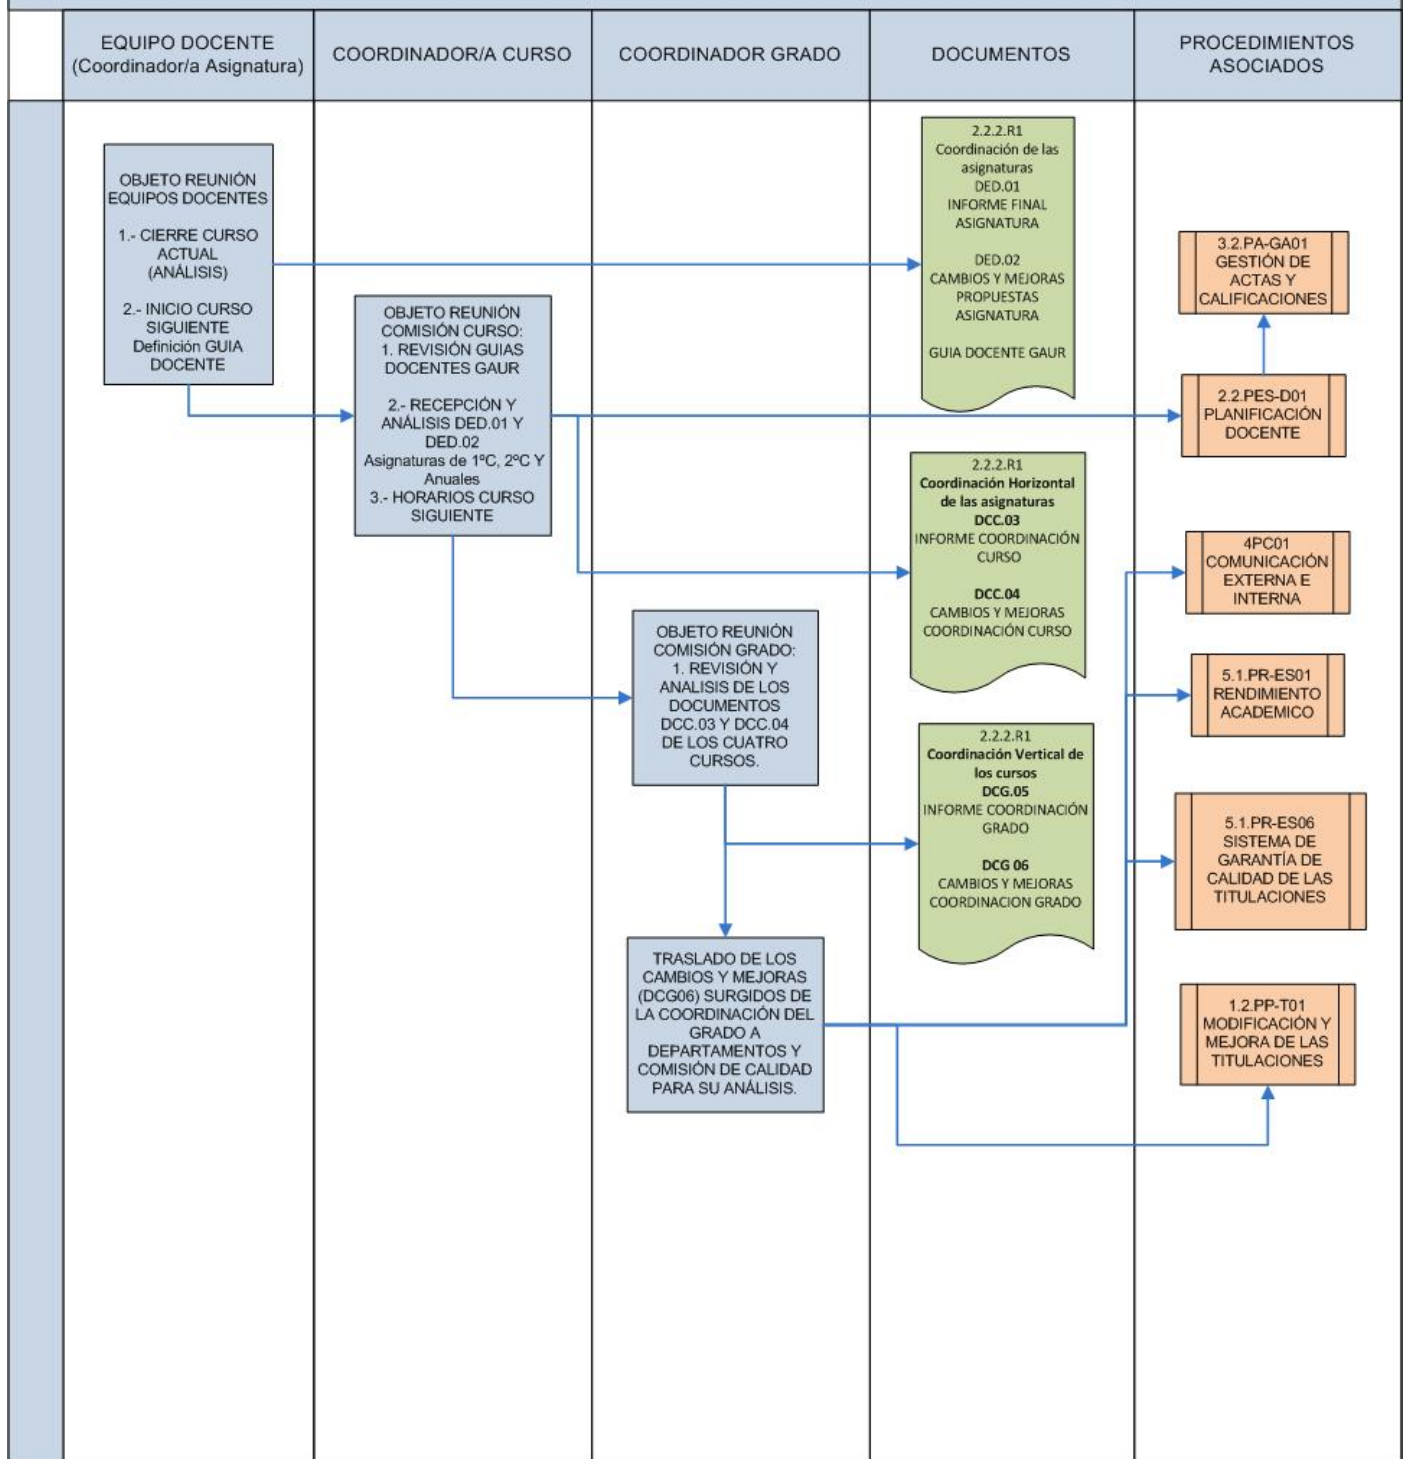 EQUIPO DOCENTE
(Coordinador/a Asignatura)
COORDINADOR/A CURSO
COORDINADOR GRADO
DOCUMENTOS
PROCEDIMIENTOS
ASOCIADOS
OBJETO REUNIÓN
EQUIPOS DOCENTES
1.- CIERRE CURSO
ACTUAL
(ANÁLISIS)
2.- INICIO CURSO
SIGUIENTE
Definición GUIA
DOCENTE
OBJETO REUNIÓN
COMISIÓN CURSO:
1. REVISIÓN GUIAS
DOCENTES GAUR
2.- RECEPCIÓN Y
ANÁLISIS DED.01 Y
DED.02
Asignaturas de 1ºC, 2ºC Y
Anuales
3.- HORARIOS CURSO
SIGUIENTE
OBJETO REUNIÓN
COMISIÓN GRADO:
1. REVISIÓN Y
ANALISIS DE LOS
DOCUMENTOS
DCC.03 Y DCC.04
DE LOS CUATRO
CURSOS.
TRASLADO DE LOS
CAMBIOS Y MEJORAS
(DCG06) SURGIDOS DE
LA COORDINACIÓN DEL
GRADO A
DEPARTAMENTOS Y
COMISIÓN DE CALIDAD
PARA SU ANÁLISIS.
2.2.2.R1
Coordinación de las
asignaturas
DED.01
INFORME FINAL
ASIGNATURA
DED.02
CAMBIOS Y MEJORAS
PROPUESTAS
ASIGNATURA
GUIA DOCENTE GAUR
2.2.2.R1
Coordinación Horizontal
de las asignaturas
DCC.03
INFORME COORDINACIÓN
CURSO
DCC.04
CAMBIOS Y MEJORAS
COORDINACIÓN CURSO
2.2.2.R1
Coordinación Vertical de
los cursos
DCG.05
INFORME COORDINACIÓN
GRADO
DCG 06
CAMBIOS Y MEJORAS
COORDINACION GRADO
3.2.PA-GA01
GESTIÓN DE
ACTAS Y
CALIFICACIONES
2.2.PES-D01
PLANIFICACIÓN
DOCENTE
4PC01
COMUNICACIÓN
EXTERNA E
INTERNA
5.1.PR-ES01
RENDIMIENTO
ACADEMICO
5.1.PR-ES06
SISTEMA DE
GARANTÍA DE
CALIDAD DE LAS
TITULACIONES
1.2.PP-T01
MODIFICACIÓN Y
MEJORA DE LAS
TITULACIONES